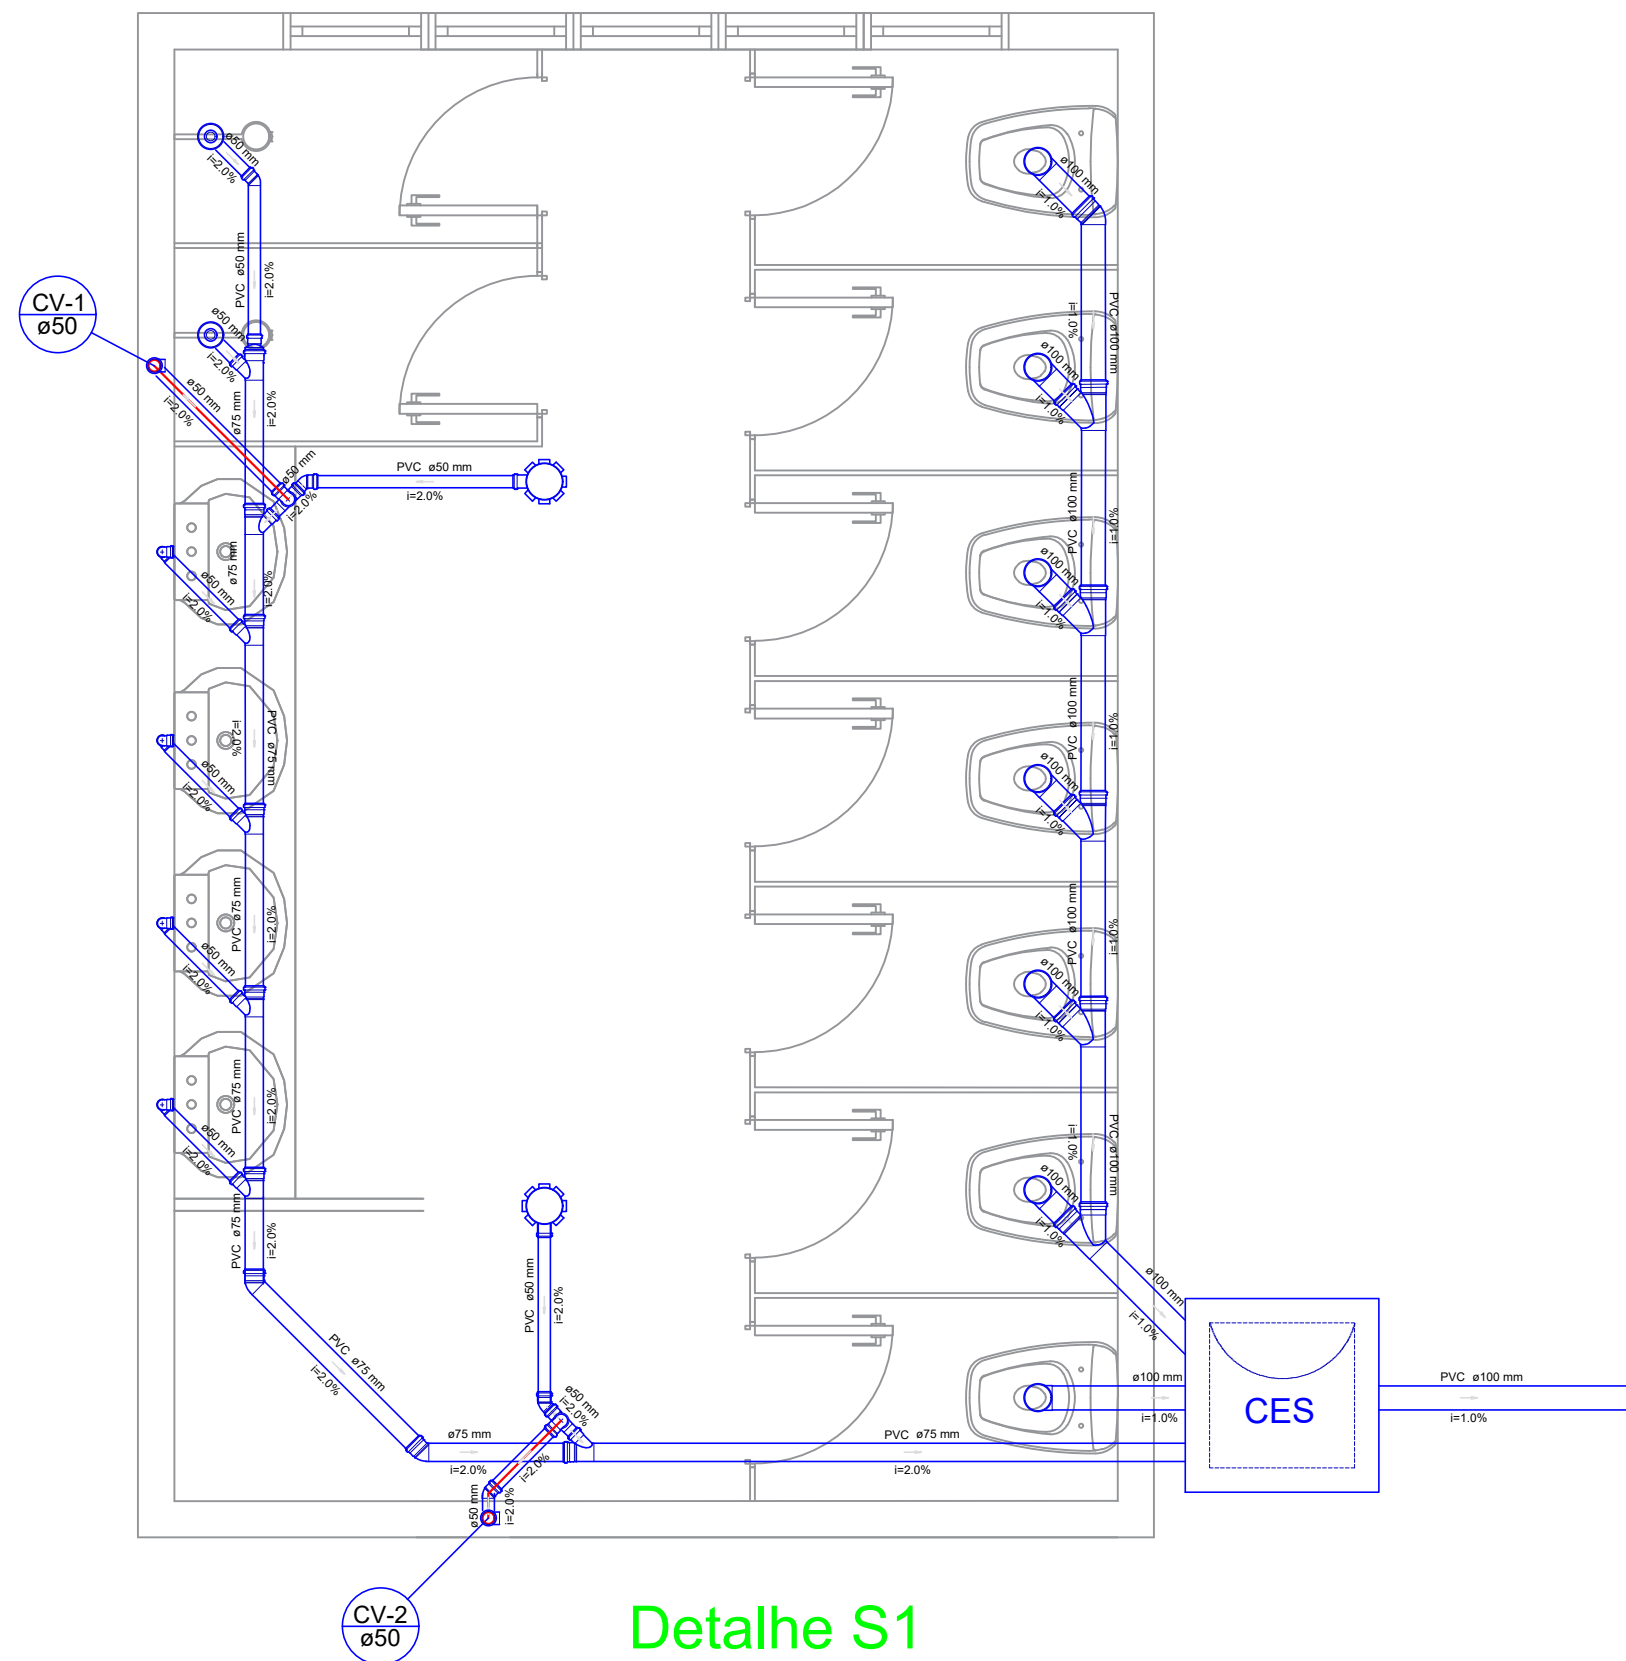 ø50 mm
i=2.0%
PVC ø50 mm
i=2.0%
CV-1
ø50
ø50 mm
i=2.0%
ø50 mm
i=2.0%
ø75 mm
i=2.0%
ø50 mm
i=2.0%
PVC ø50 mm
i=2.0%
ø75 mm
i=2.0%
ø50 mm
i=2.0%
i=2.0%
PVC ø75 mm
ø50 mm
i=2.0%
PVC ø75 mm
i=2.0%
ø50 mm
i=2.0%
PVC ø75 mm
i=2.0%
ø50 mm
i=2.0%
PVC ø75 mm
i=2.0%
PVC ø75 mm
i=2.0%
PVC ø50 mm
i=2.0%
ø50 mm
i=2.0%
ø75 mm
i=2.0%
i=2.0%
ø50 mm
i=2.0%
PVC ø75 mm
i=2.0%
ø100 mm
i=1.0%
PVC ø100 mm
i=1.0%
ø100 mm
i=1.0%
PVC ø100 mm
i=1.0%
ø100 mm
i=1.0%
PVC ø100 mm
i=1.0%
ø100 mm
i=1.0%
PVC ø100 mm
i=1.0%
ø100 mm
i=1.0%
PVC ø100 mm
i=1.0%
ø100 mm
i=1.0%
ø100 mm
i=1.0%
ø100 mm
i=1.0%
CES
PVC ø100 mm
i=1.0%
CV-2
ø50
Detalhe S1